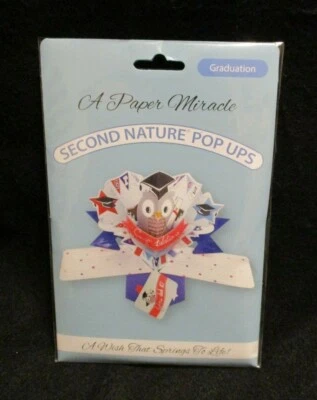 Graduation
A Paper Miracle
SECOND NATURE® POP UPS
A Wish That Springs To Life!